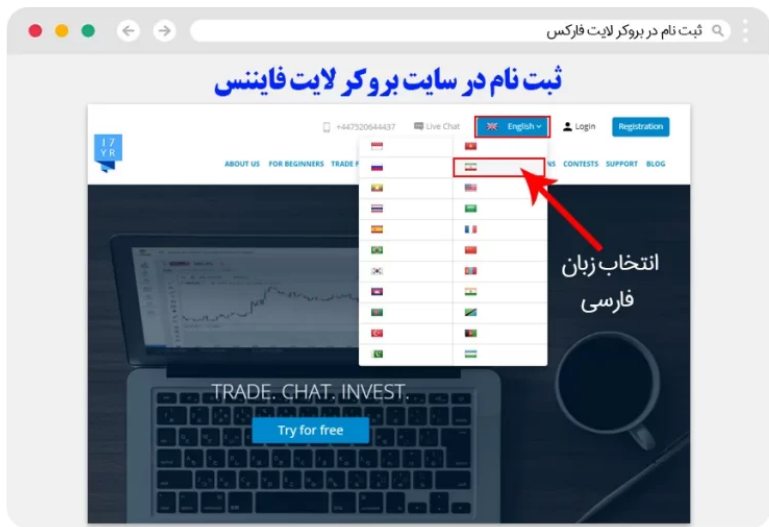 ثبت نام در بروکر لایت فارکس
ثبت نام در سایت بروکر لایت فایننس
+447520644437 Live Chat English Login Registration
17
YR
ABOUT US FOR BEGINNERS TRADE CONTESTS SUPPORT BLOG
انتخاب زبان
فارسی
TRADE. CHAT. INVEST.
Try for free